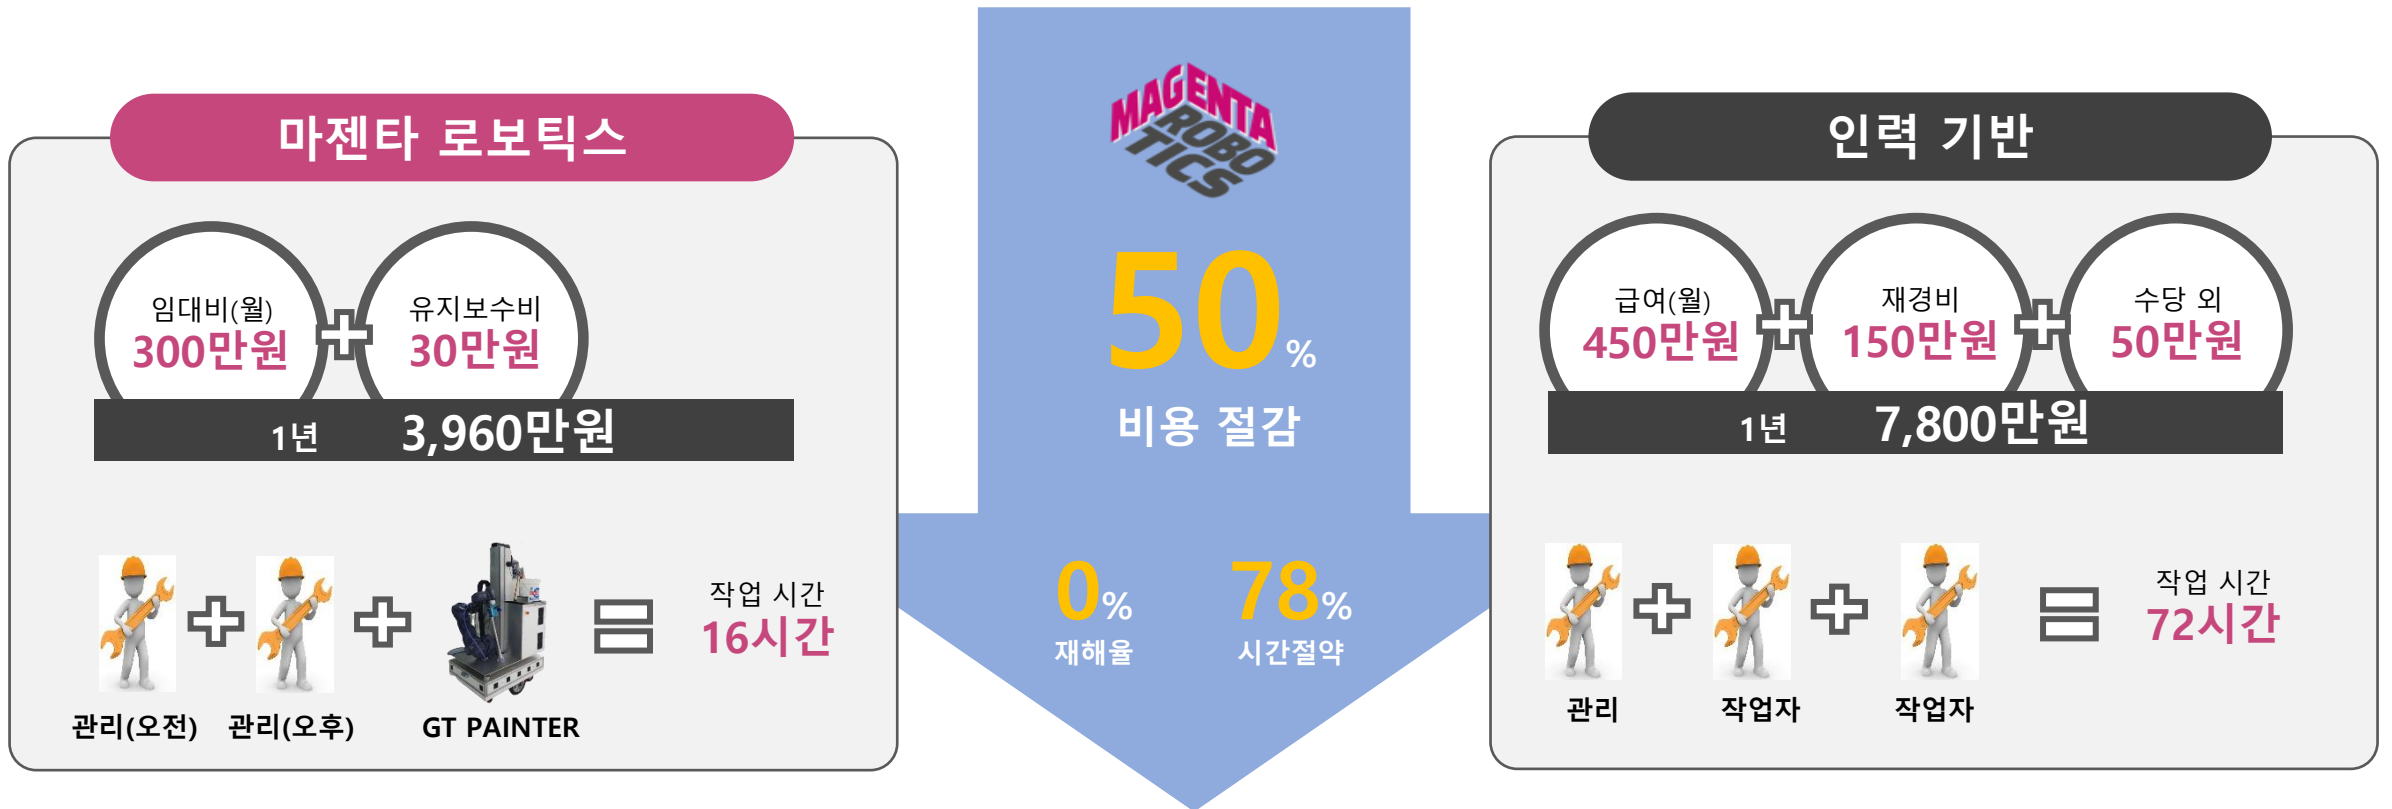 마젠타 로보틱스
임대비(월)
300만원
유지보수비
30만원
1년 3,960만원
관리(오전)
관리(오후)
GT PAINTER
작업 시간
16시간
MAGENTA
ROBO
TICS
50%
비용 절감
0%
재해율
78%
시간절약
인력 기반
급여(월)
450만원
재경비
150만원
수당 외
50만원
1년 7,800만원
관리
작업자
작업자
작업 시간
72시간